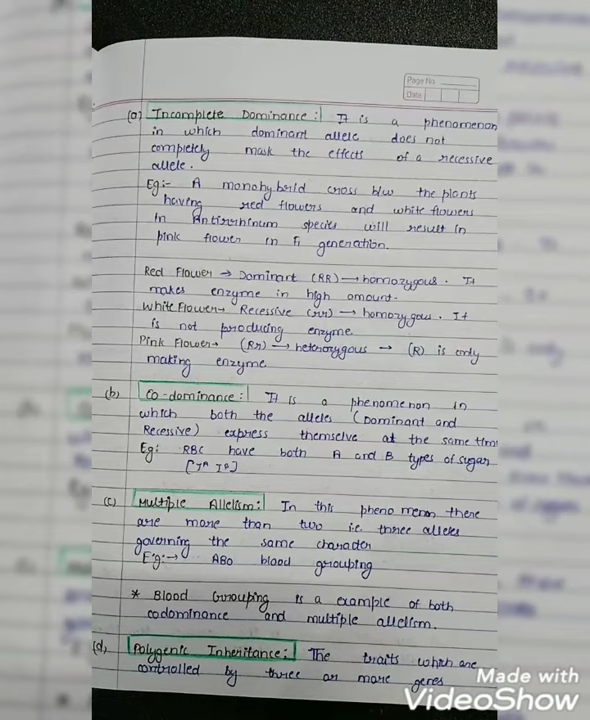 Page No
Date
(a) Incomplete Dominance : It is a phenomenon
in which dominant allele does not
completely mask the effects of a recessive
allele.
Eg:- A monohybrid cross b/w the plants
having red flowers and white flowers
in Antirrhinum species will result in
pink flower in F1 generation.
Red Flower → Dominant (RR) → homozygous. It
makes enzyme in high amount.
White Flower → Recessive (rr) → homozygous. It
is not producing enzyme.
Pink Flower → (Rr) → heterozygous → (R) is only
making enzyme.
(b) Co-dominance : It is a phenomenon in
which both the alleles (Dominant and
Recessive) express themselve at the same time
Eg: RBC have both A and B types of sugar
[IA IB]
(c) Multiple Allelism : In this phenomenon there
are more than two i.e. three alleles
governing the same character
E.g:→ ABO blood grouping
* Blood Grouping is a example of both
codominance and multiple allelism.
(d) Polygenic Inheritance : The traits which are
controlled by three or more genes
Made with
VideoShow